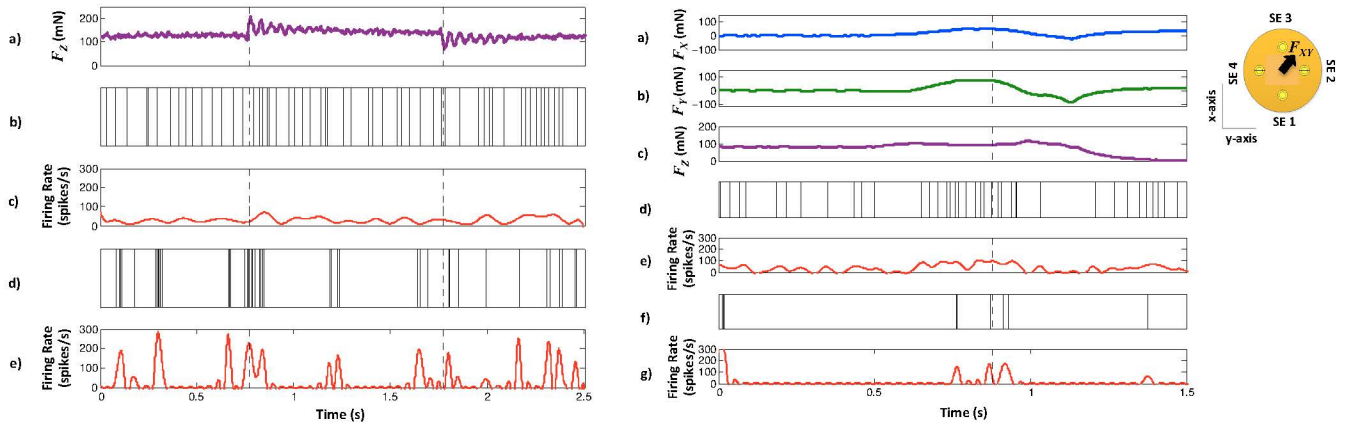 a)
F_Z (mN)
200
100
0
b)
c)
Firing Rate
(spikes/s)
300
200
100
0
d)
e)
Firing Rate
(spikes/s)
300
200
100
0
0
0.5
1
1.5
2
2.5
Time (s)
a)
F_X (mN)
100
0
−100
b)
F_Y (mN)
100
0
−100
c)
F_Z (mN)
200
100
0
d)
e)
Firing Rate
(spikes/s)
300
200
100
0
f)
g)
Firing Rate
(spikes/s)
300
200
100
0
0
0.5
1
1.5
Time (s)
SE 3
F_XY
SE 4
SE 2
SE 1
x-axis
y-axis